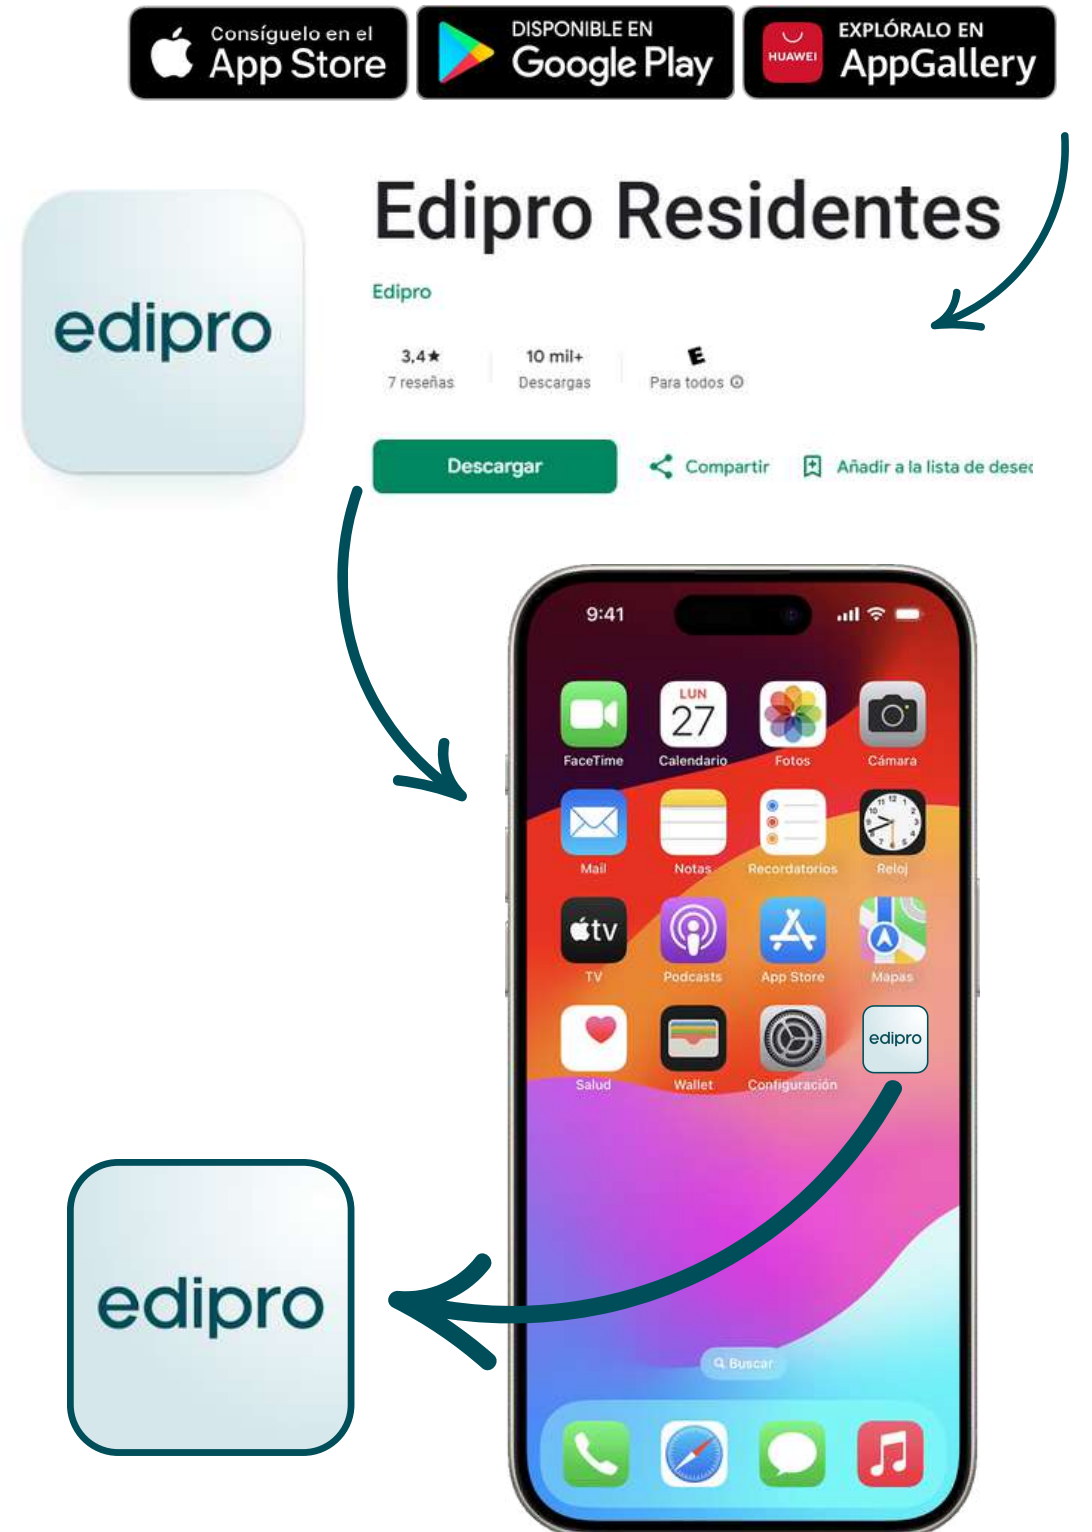 Consíguelo en el
App Store
DISPONIBLE EN
Google Play
HUAWEI
EXPLÓRALO EN
AppGallery
Edipro Residentes
edipro
Edipro
3,4★
7 reseñas
10 mil+
Descargas
E
Para todos
Descargar
Compartir
Añadir a la lista de dese
9:41
LUN
27
FaceTime
Calendario
Fotos
Cámara
Mail
Notas
Recordatorios
Reloj
tv
TV
Podcasts
App Store
Mapas
edipro
Salud
Wallet
Configuración
edipro
Buscar